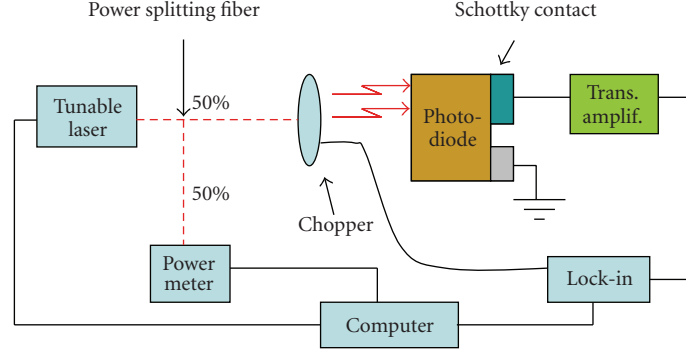 Power splitting fiber
Schottky contact
Tunable
laser
50%
50%
Photo-
diode
Trans.
amplif.
Chopper
Power
meter
Lock-in
Computer